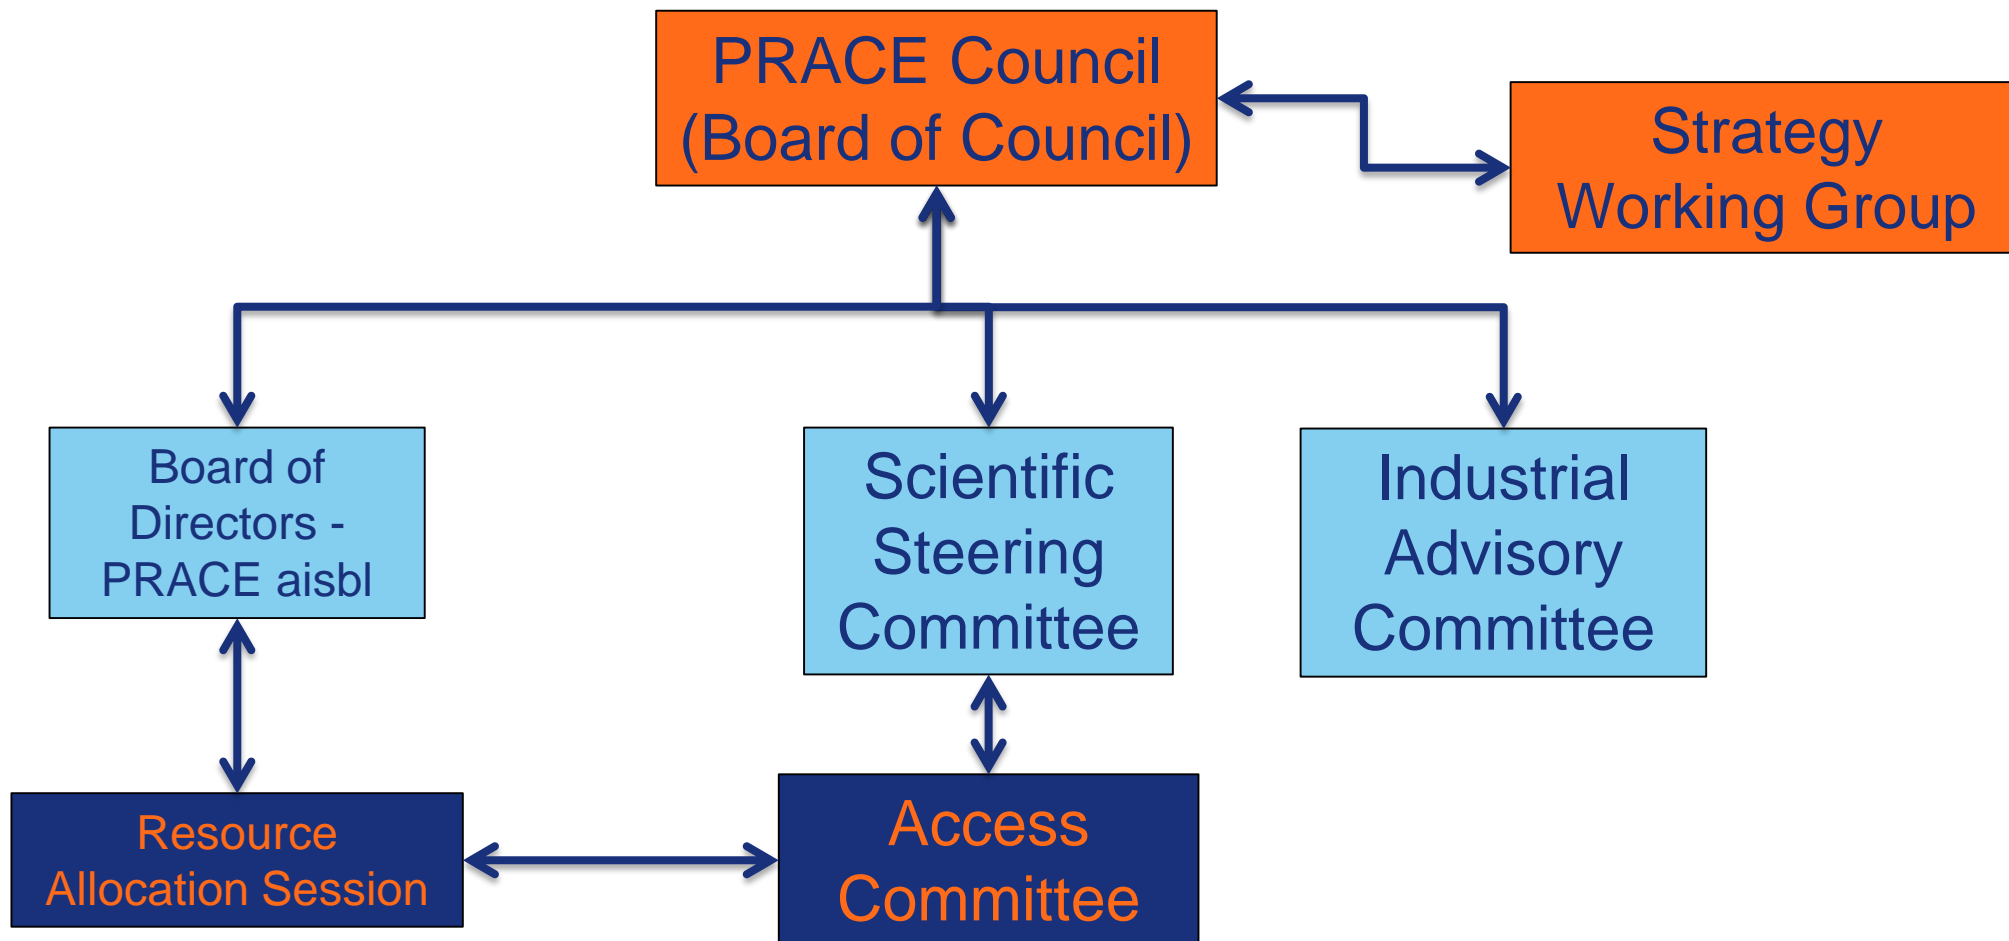 PRACE Council
(Board of Council)
Strategy
Working Group
Board of
Directors -
PRACE aisbl
Scientific
Steering
Committee
Industrial
Advisory
Committee
Resource
Allocation Session
Access
Committee